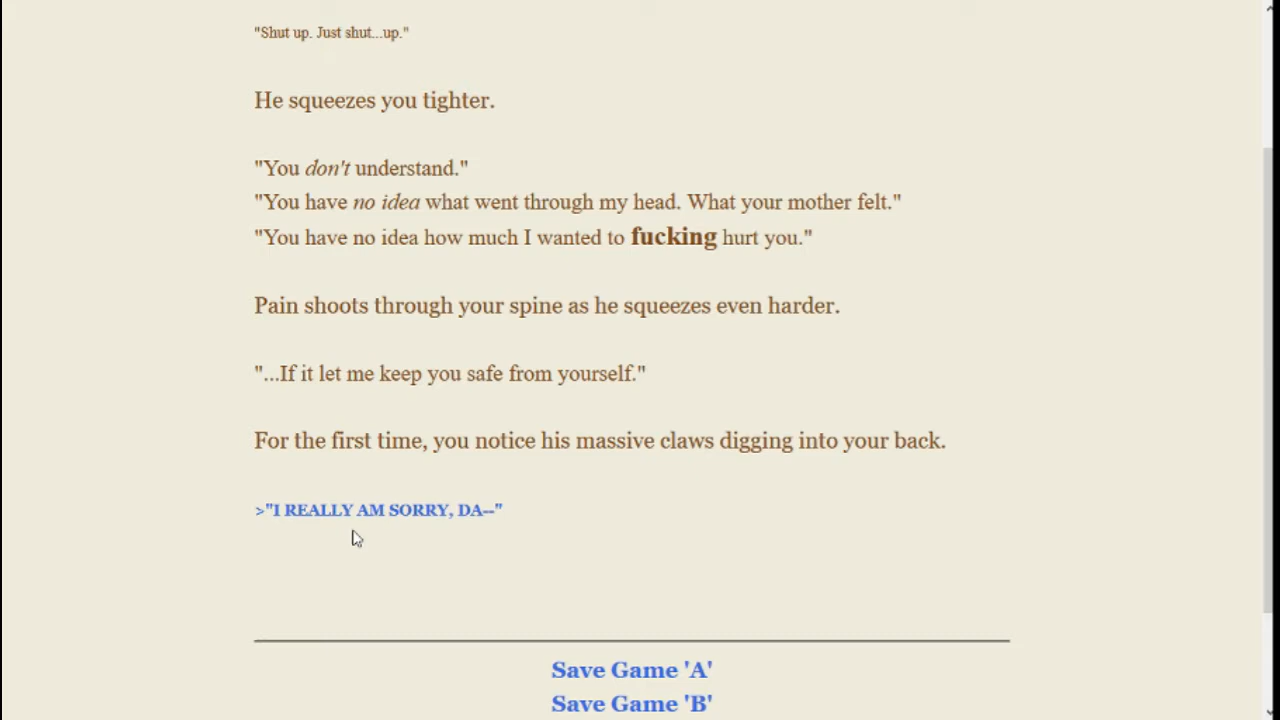 "Shut up. Just shut...up."
He squeezes you tighter.
"You don't understand."
"You have no idea what went through my head. What your mother felt."
"You have no idea how much I wanted to fucking hurt you."
Pain shoots through your spine as he squeezes even harder.
"...If it let me keep you safe from yourself."
For the first time, you notice his massive claws digging into your back.
>"I REALLY AM SORRY, DA--"
Save Game 'A'
Save Game 'B'